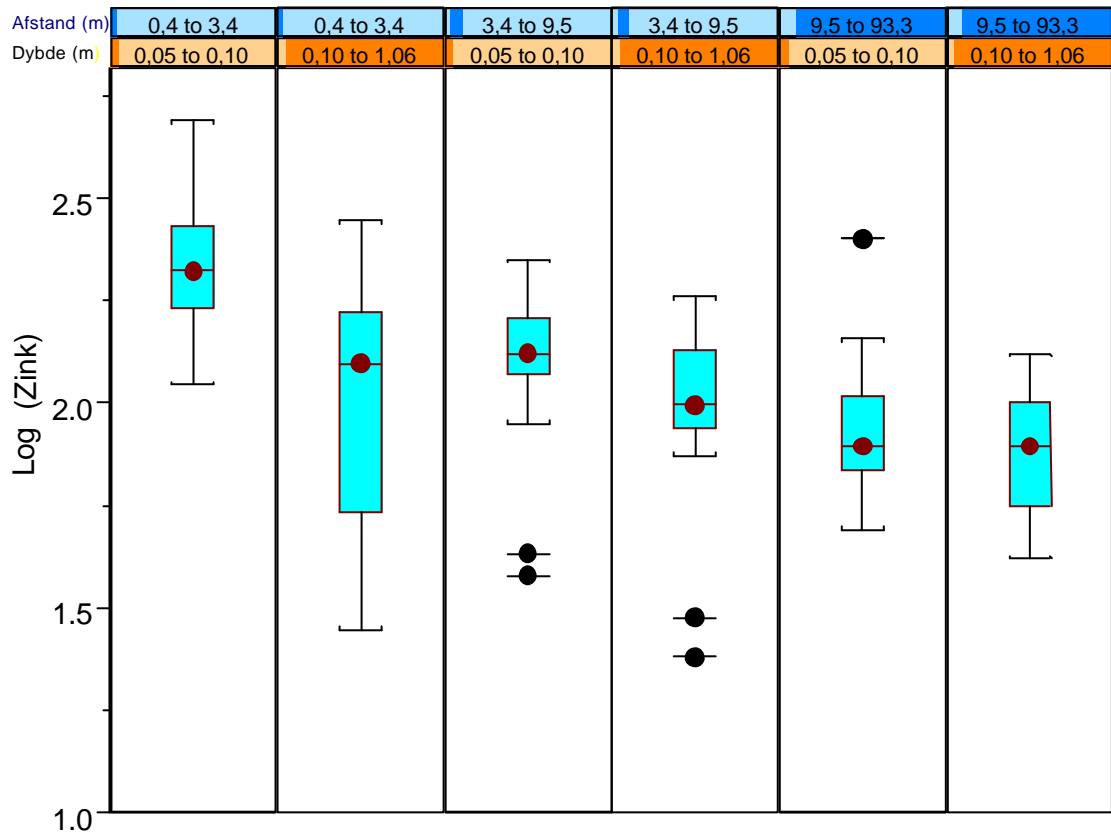 Afstand (m) 0,4 to 3,4 0,4 to 3,4 3,4 to 9,5 3,4 to 9,5 9,5 to 93,3 9,5 to 93,3
Dybde (m) 0,05 to 0,10 0,10 to 1,06 0,05 to 0,10 0,10 to 1,06 0,05 to 0,10 0,10 to 1,06
Log (Zink)
2.5
2.0
1.5
1.0